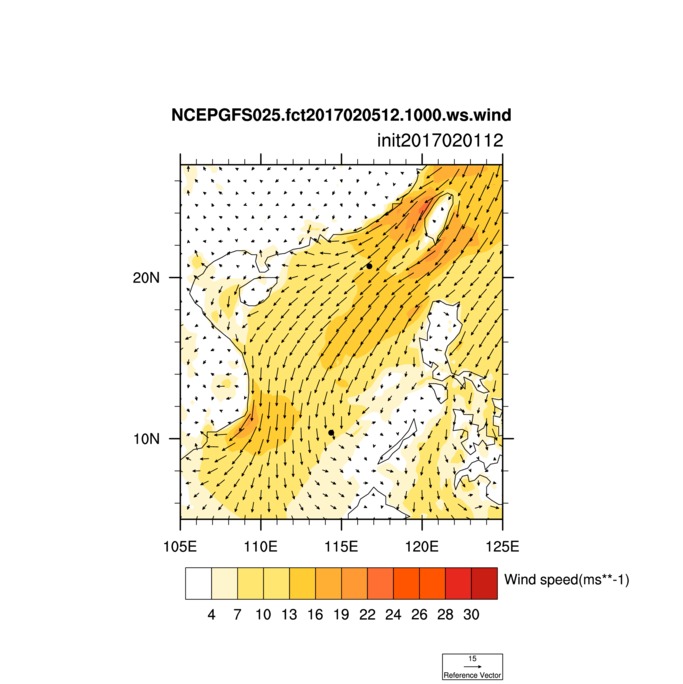 NCEPGFS025.fct2017020512.1000.ws.wind
init2017020112
20N
10N
105E 110E 115E 120E 125E
Wind speed(ms**-1)
4 7 10 13 16 19 22 24 26 28 30
15
Reference Vector